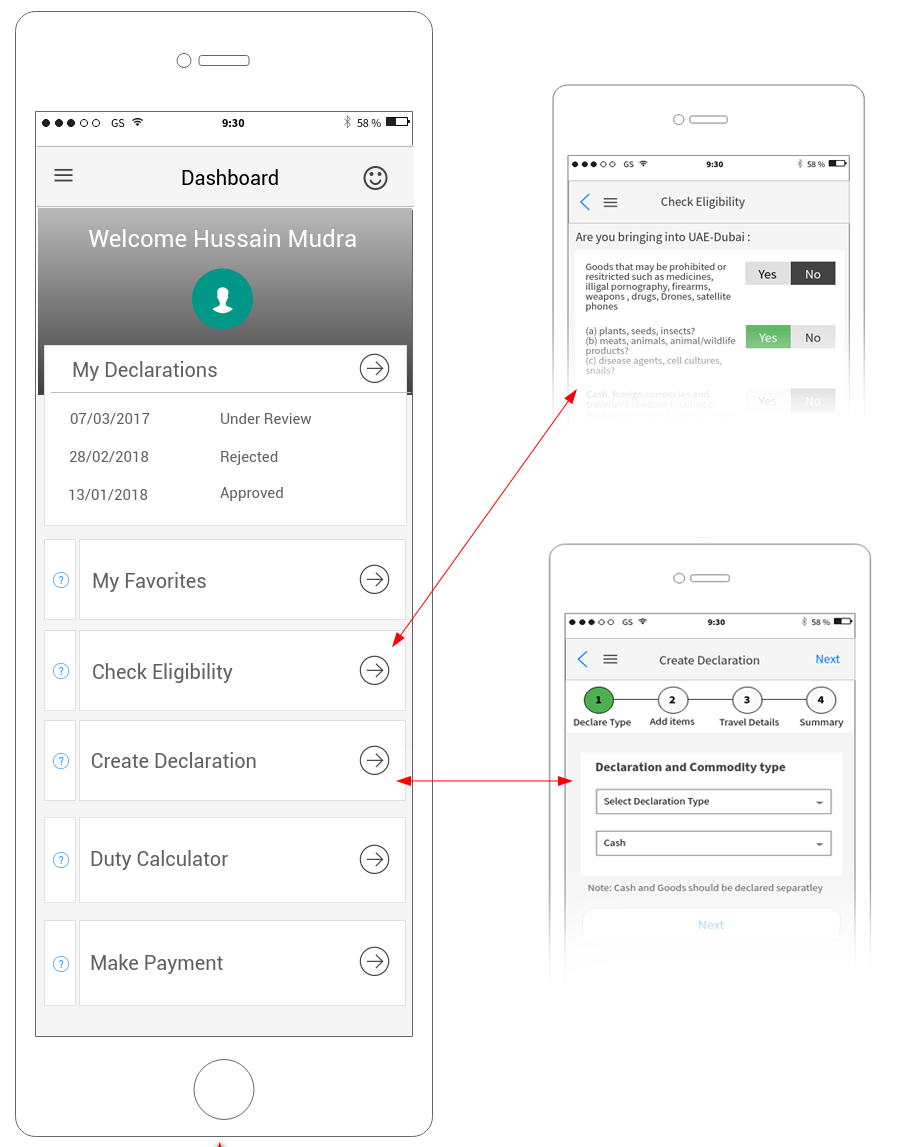 GS 9:30 58 %
Dashboard
Welcome Hussain Mudra
My Declarations
07/03/2017 Under Review
28/02/2018 Rejected
13/01/2018 Approved
? My Favorites
? Check Eligibility
? Create Declaration
? Duty Calculator
? Make Payment
GS 9:30 58 %
Check Eligibility
Are you bringing into UAE-Dubai :
Goods that may be prohibited or
resitricted such as medicines,
illigal pornography, firearms,
weapons , drugs, Drones, satellite
phones
Yes No
(a) plants, seeds, insects?
(b) meats, animals, animal/wildlife
products?
(c) disease agents, cell cultures,
snails?
Yes No
Cash, foreign currencies and
traveller's cheques totalling or
Yes No
GS 9:30 58 %
Create Declaration Next
1 2 3 4
Declare Type Add items Travel Details Summary
Declaration and Commodity type
Select Declaration Type
Cash
Note: Cash and Goods should be declared separatley
Next